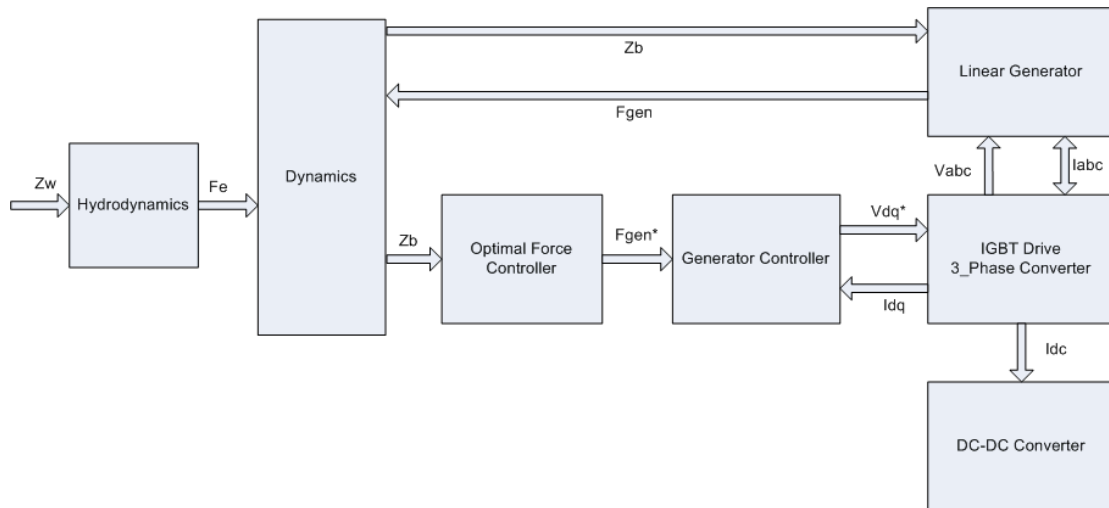 Zb
Linear Generator
Fgen
Vabc
Iabc
Zw
Hydrodynamics
Fe
Dynamics
Zb
Optimal Force
Controller
Fgen*
Generator Controller
Vdq*
Idq
IGBT Drive
3_Phase Converter
Idc
DC-DC Converter